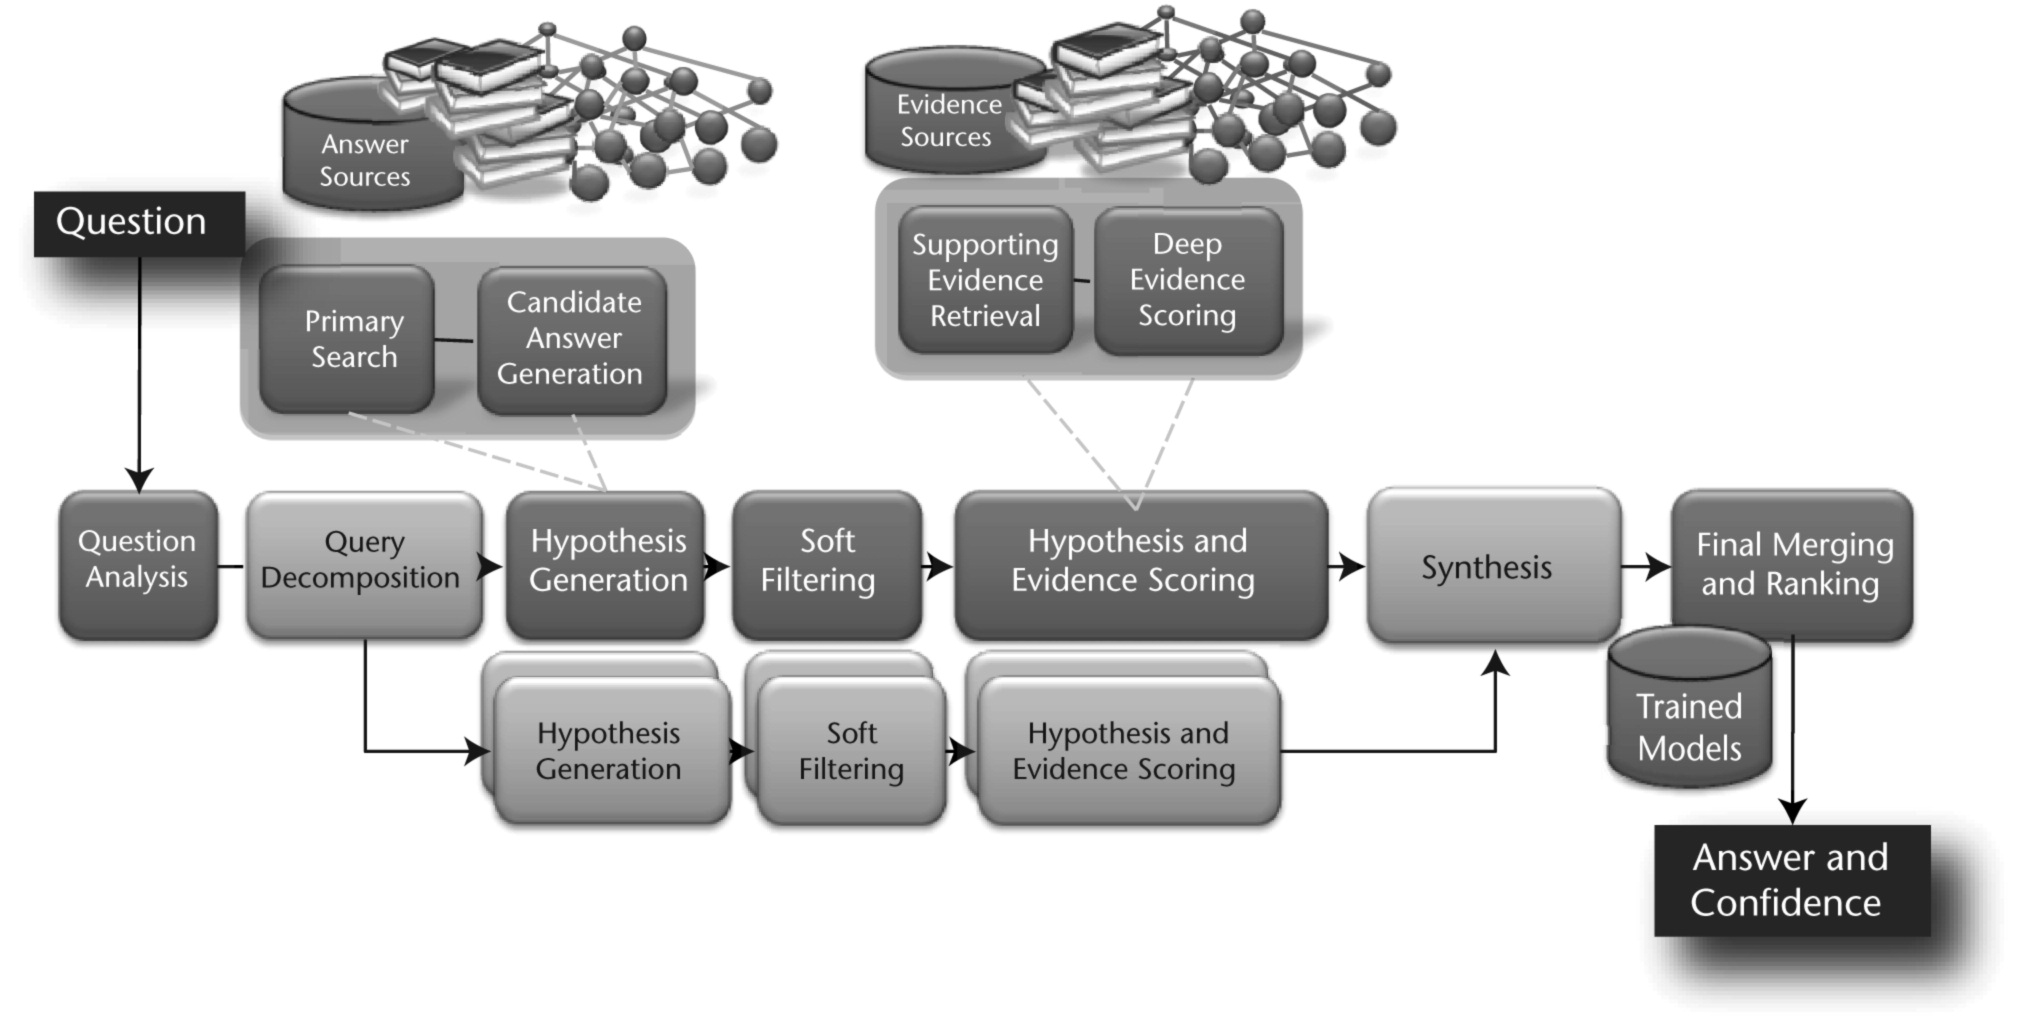 Answer
Sources
Evidence
Sources
Question
Primary
Search
Candidate
Answer
Generation
Supporting
Evidence
Retrieval
Deep
Evidence
Scoring
Question
Analysis
Query
Decomposition
Hypothesis
Generation
Soft
Filtering
Hypothesis and
Evidence Scoring
Synthesis
Final Merging
and Ranking
Hypothesis
Generation
Soft
Filtering
Hypothesis and
Evidence Scoring
Trained
Models
Answer and
Confidence